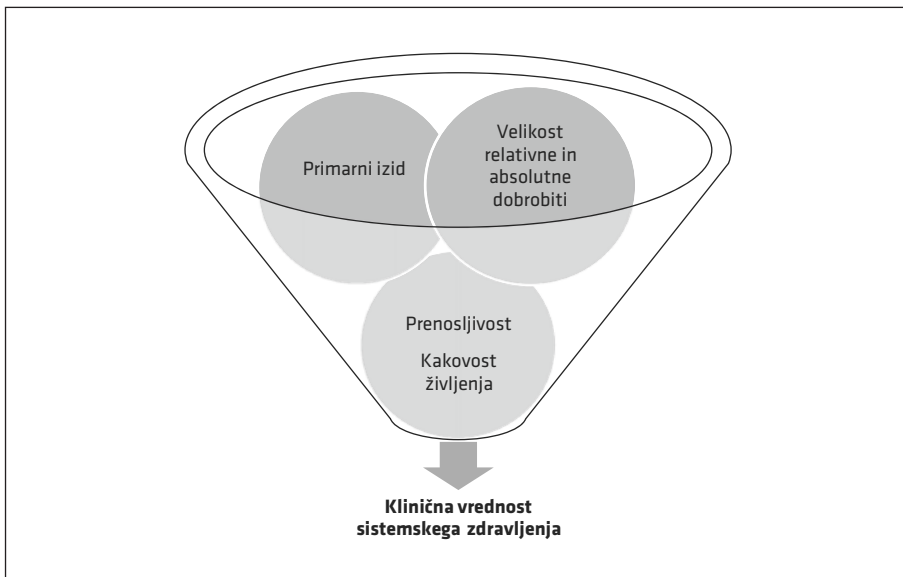 Primarni izid
Velikost
relativne in
absolutne
dobrobiti
Prenosljivost
Kakovost
življenja
Klinična vrednost
sistemskega zdravljenja